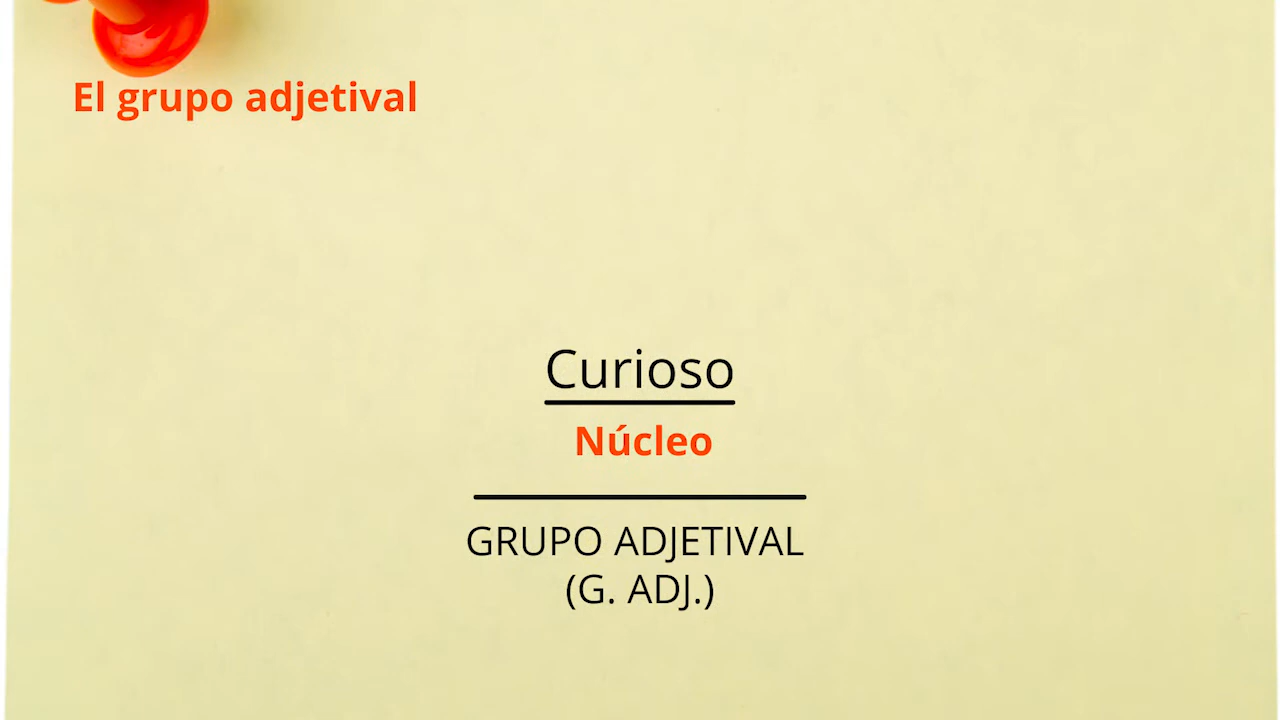 El grupo adjetival
Curioso
Núcleo
GRUPO ADJETIVAL
(G. ADJ.)